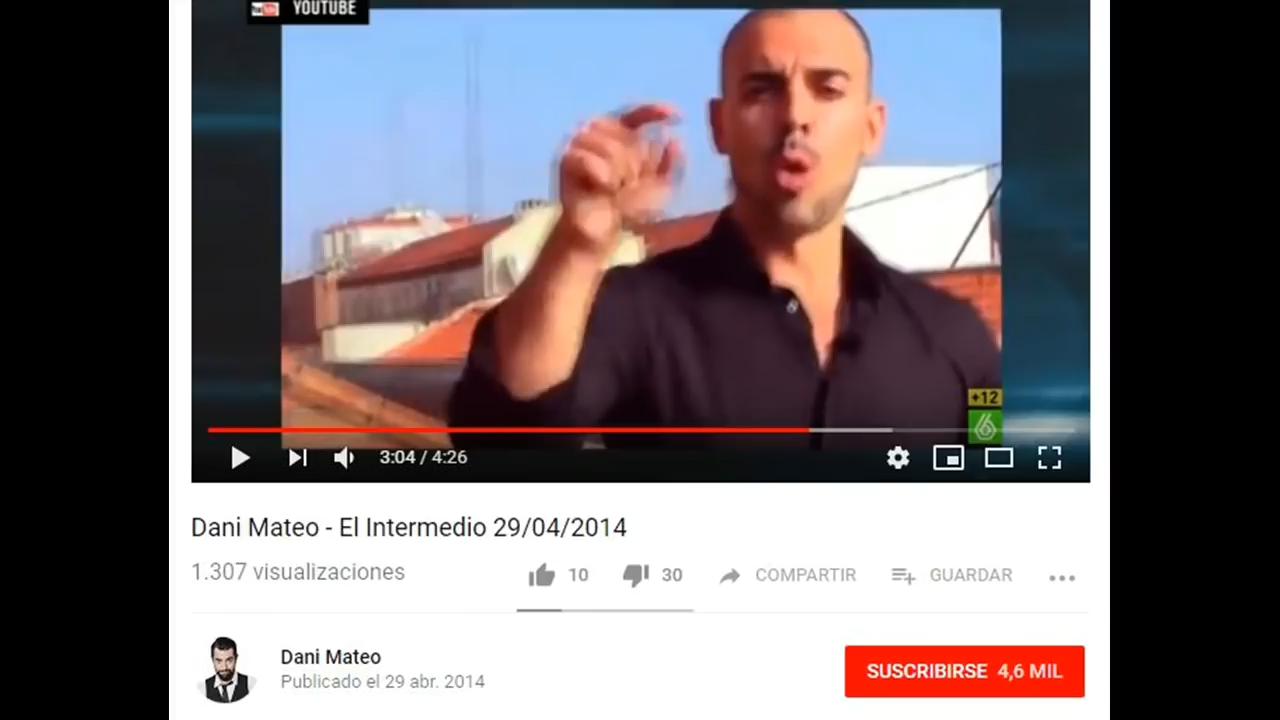 YOUTUBE
+12
6
3:04 / 4:26
Dani Mateo - El Intermedio 29/04/2014
1.307 visualizaciones
10
30
COMPARTIR
GUARDAR
Dani Mateo
Publicado el 29 abr. 2014
SUSCRIBIRSE 4,6 MIL